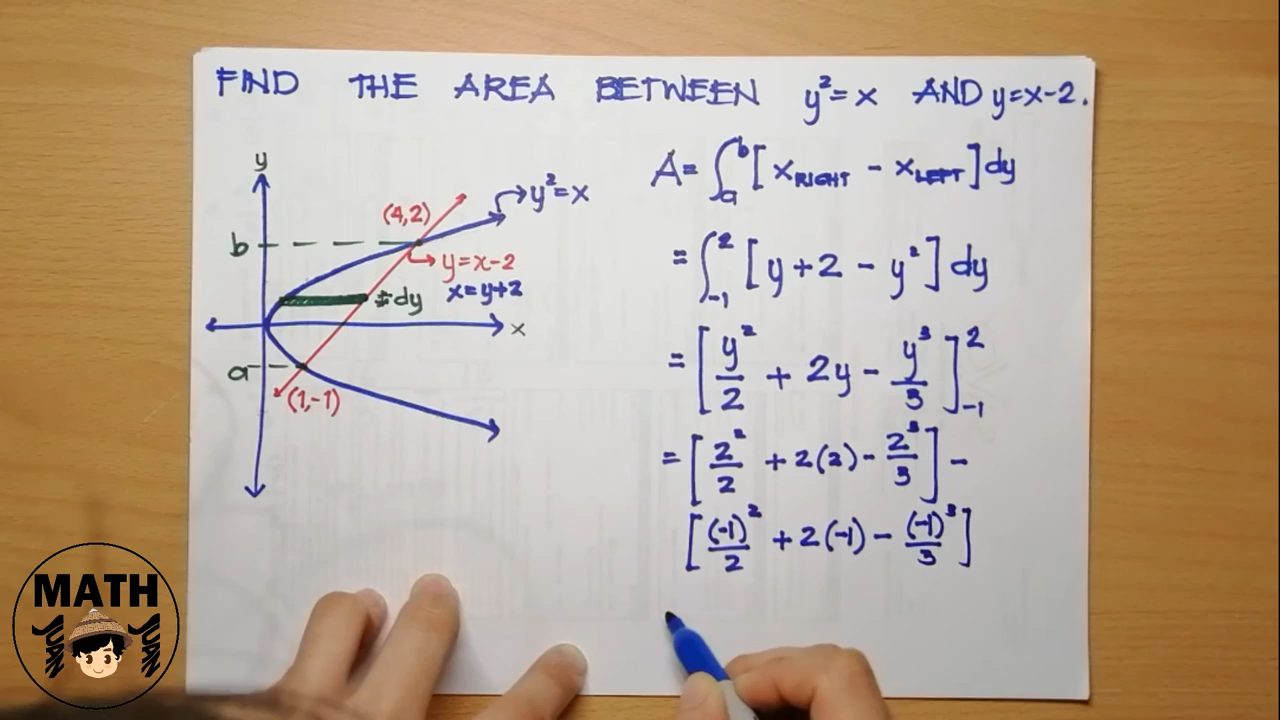 FIND THE AREA BETWEEN y²=x AND y=x-2.
y
(4,2)
y²=x
b
y=x-2
x=y+2
dy
x
a
(1,-1)
A= ∫ₐᵇ [x_RIGHT - x_LEFT] dy
= ∫₋₁² [y+2-y²] dy
= [y²/2 + 2y - y³/3]₋₁²
= [2²/2 + 2(2) - 2³/3] -
[(-1)²/2 + 2(-1) - (-1)³/3]
MATH
YUAN YUAN